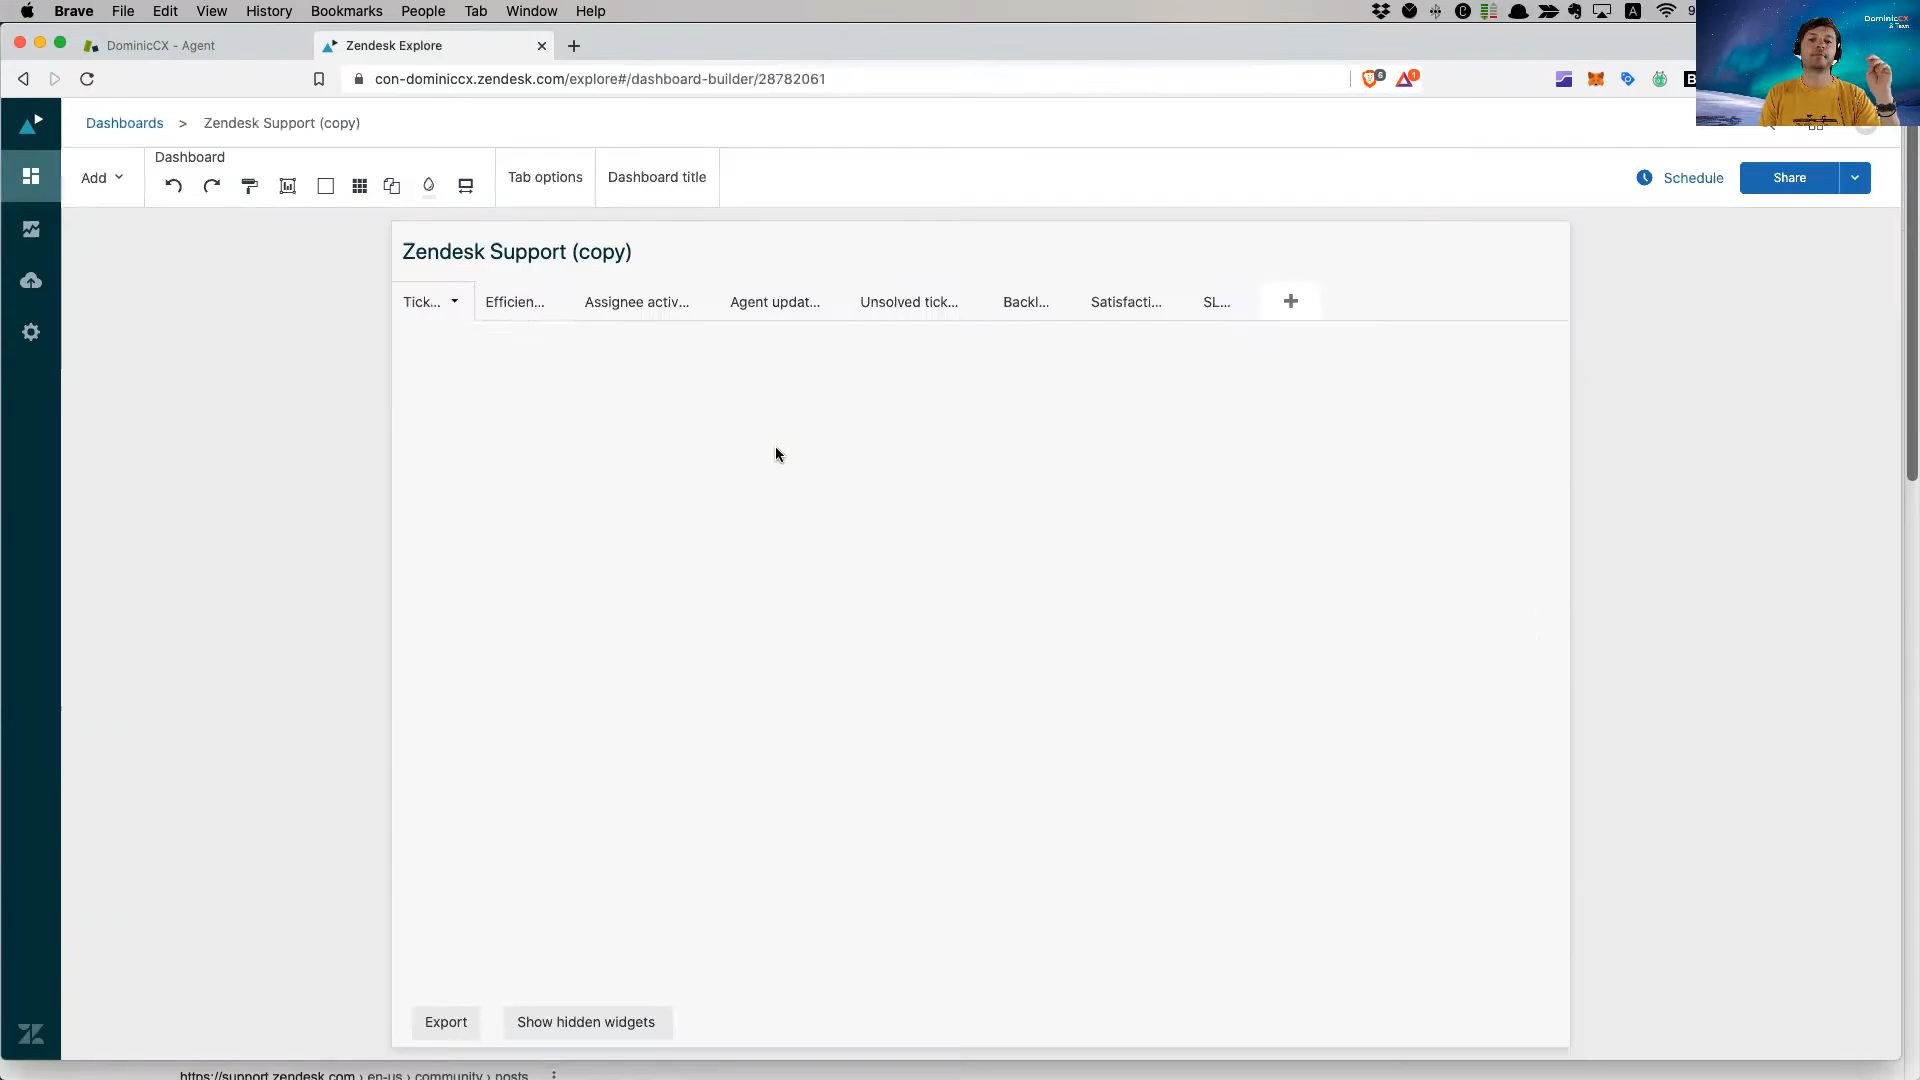 Brave File Edit View History Bookmarks People Tab Window Help
DominicCX - Agent
Zendesk Explore
con-dominiccx.zendesk.com/explore#/dashboard-builder/28782061
DominicCX
& Team
Dashboards > Zendesk Support (copy)
Add
Dashboard
Tab options
Dashboard title
Schedule
Share
Zendesk Support (copy)
Tick... Efficien... Assignee activ... Agent updat... Unsolved tick... Backl... Satisfacti... SL...
Export
Show hidden widgets
https://support.zendesk.com › en-us › community › posts